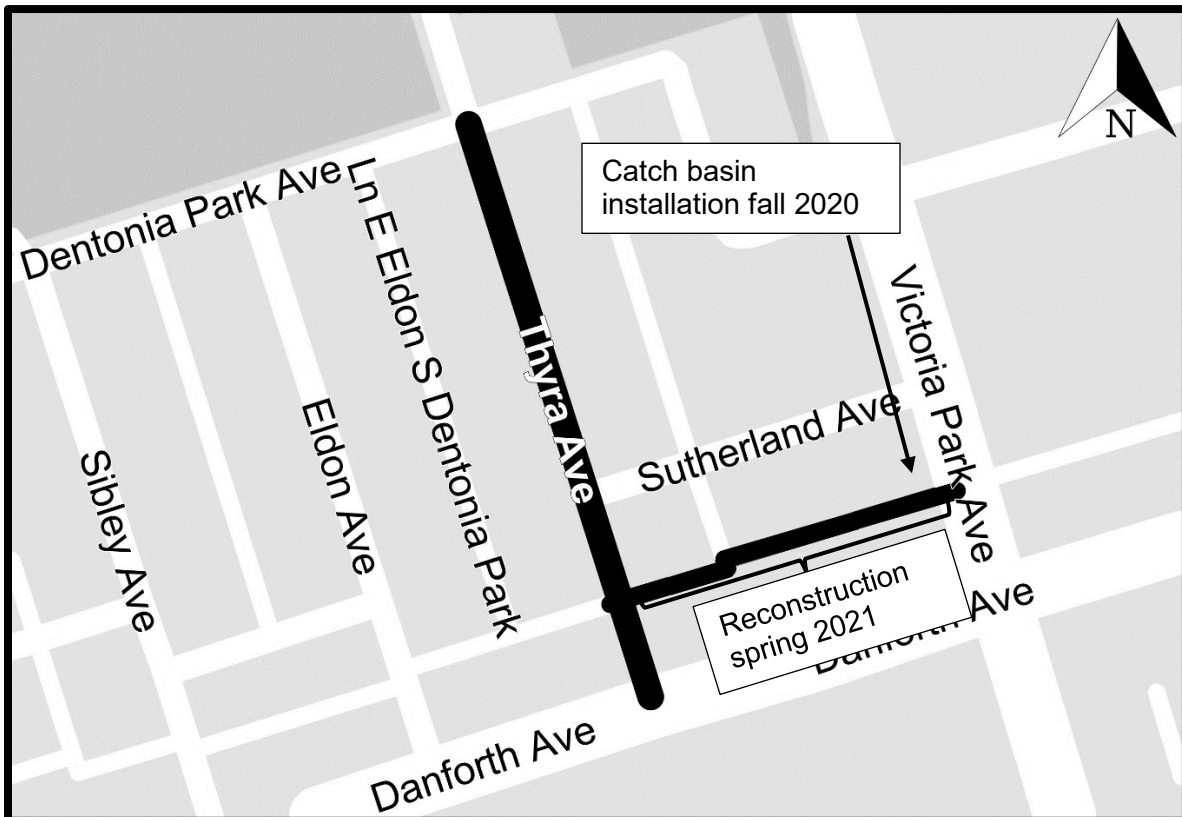 N
Catch basin
installation fall 2020
Dentonia Park Ave
Ln E Eldon S Dentonia Park
Thyra Ave
Victoria Park Ave
Sutherland Ave
Eldon Ave
Sibley Ave
Reconstruction
spring 2021
Danforth Ave
Danforth Ave